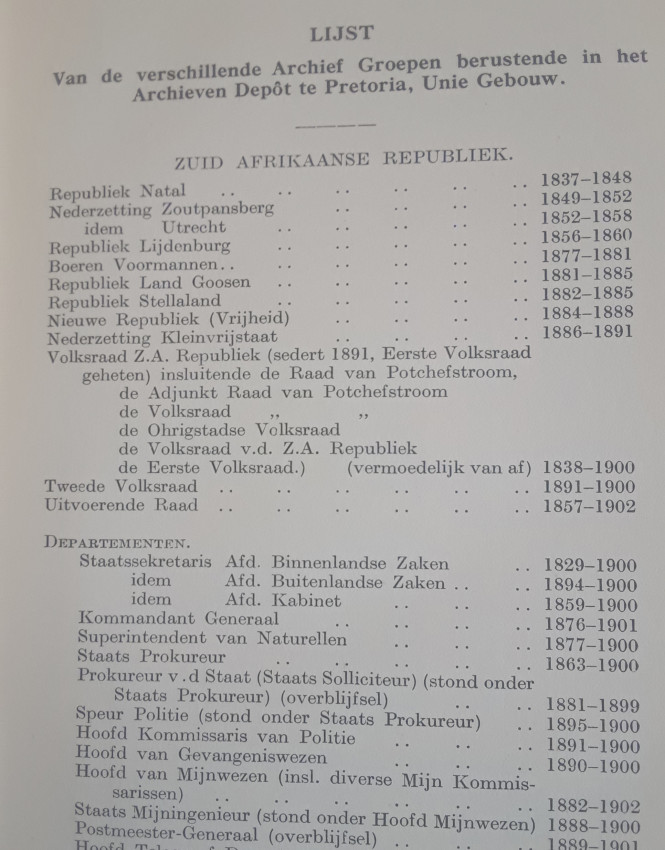 LIJST
Van de verschillende Archief Groepen berustende in het
Archieven Depôt te Pretoria, Unie Gebouw.
ZUID AFRIKAANSE REPUBLIEK.
Republiek Natal .. .. .. .. .. .. 1837–1848
Nederzetting Zoutpansberg .. .. .. .. 1849–1852
idem Utrecht .. .. .. .. .. 1852–1858
Republiek Lijdenburg .. .. .. .. .. 1856–1860
Boeren Voormannen .. .. .. .. .. .. 1877–1881
Republiek Land Goosen .. .. .. .. .. 1881–1885
Republiek Stellaland .. .. .. .. .. 1882–1885
Nieuwe Republiek (Vrijheid) .. .. .. .. 1884–1888
Nederzetting Kleinvrijstaat .. .. .. .. 1886–1891
Volksraad Z.A. Republiek (sedert 1891, Eerste Volksraad
geheten) insluitende de Raad van Potchefstroom,
de Adjunkt Raad van Potchefstroom
de Volksraad „ „
de Ohrigstadse Volksraad
de Volksraad v.d. Z.A. Republiek
de Eerste Volksraad.) (vermoedelijk van af) 1838–1900
Tweede Volksraad .. .. .. .. .. .. 1891–1900
Uitvoerende Raad .. .. .. .. .. .. 1857–1902
DEPARTEMENTEN.
Staatssekretaris Afd. Binnenlandse Zaken .. 1829–1900
idem Afd. Buitenlandse Zaken .. .. 1894–1900
idem Afd. Kabinet .. .. .. 1859–1900
Kommandant Generaal .. .. .. .. 1876–1901
Superintendent van Naturellen .. .. .. 1877–1900
Staats Prokureur .. .. .. .. .. 1863–1900
Prokureur v.d Staat (Staats Solliciteur) (stond onder
Staats Prokureur) (overblijfsel) .. .. 1881–1899
Speur Politie (stond onder Staats Prokureur) .. 1895–1900
Hoofd Kommissaris van Politie .. .. .. 1891–1900
Hoofd van Gevangeniswezen .. .. .. 1890–1900
Hoofd van Mijnwezen (insl. diverse Mijn Kommis-
sarissen) .. .. .. .. .. .. 1882–1902
Staats Mijningenieur (stond onder Hoofd Mijnwezen) 1888–1900
Postmeester-Generaal (overblijfsel) .. .. .. 1889–1901